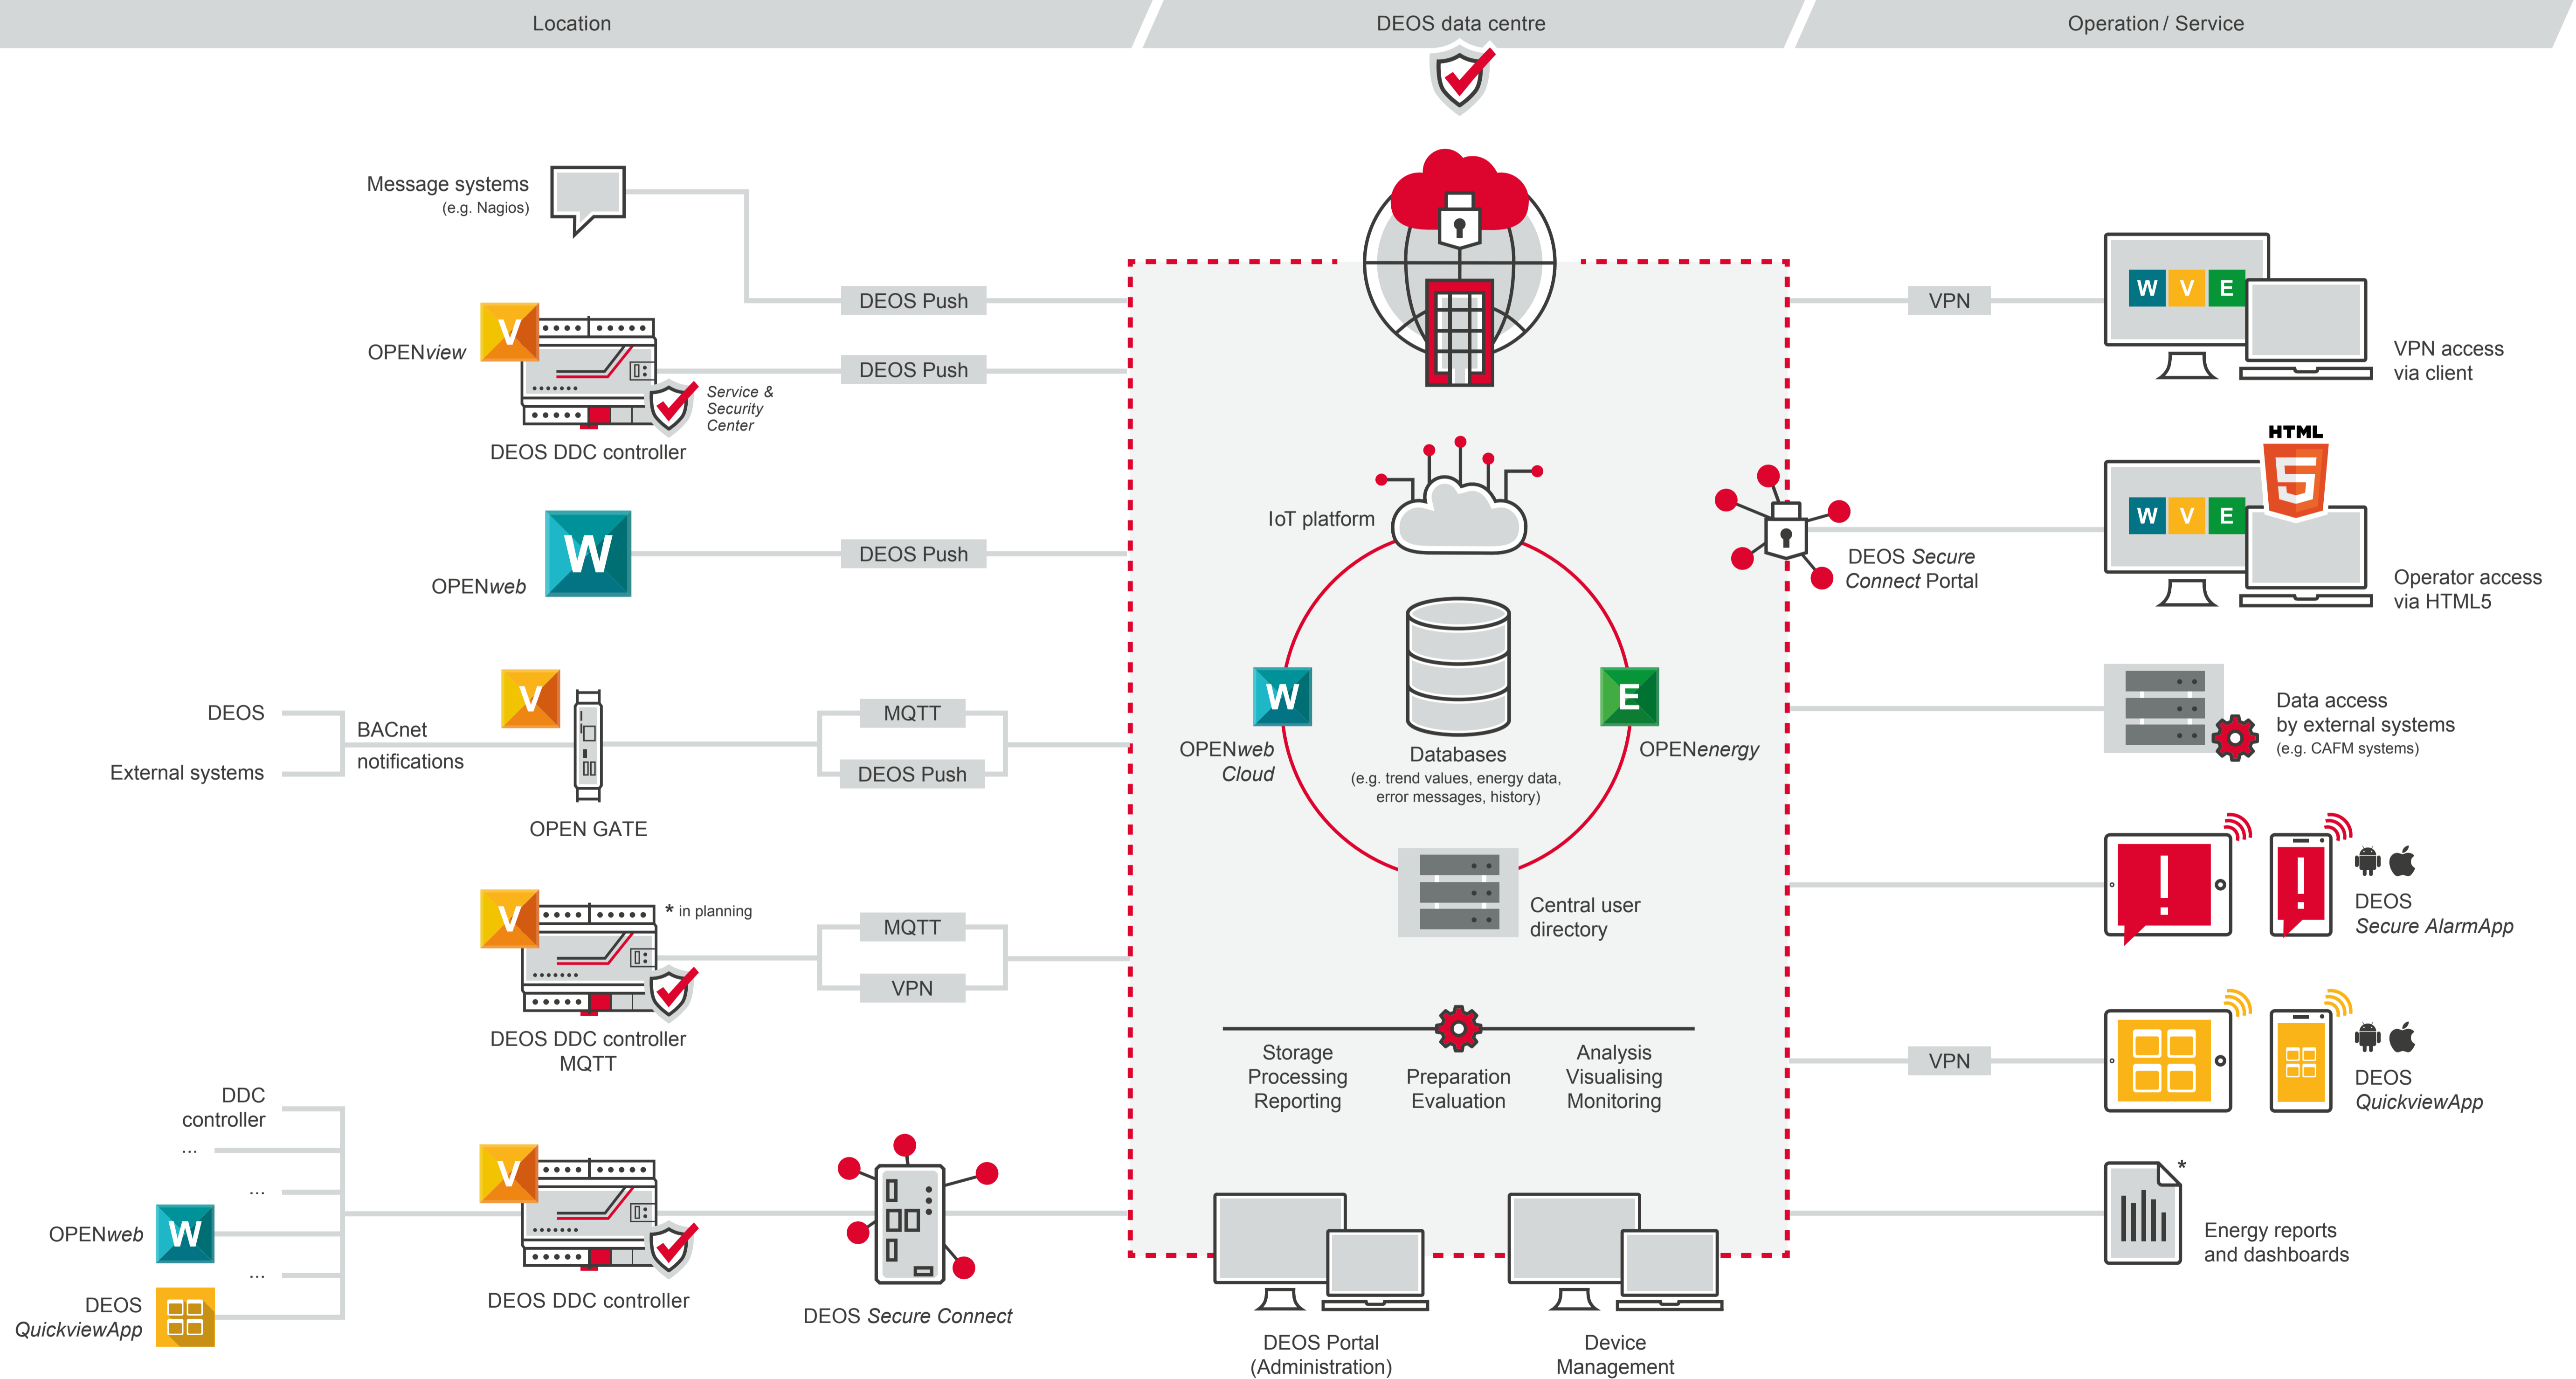 Location
DEOS data centre
Operation / Service
Message systems
(e.g. Nagios)
DEOS Push
V
OPENview
DEOS Push
Service &
Security
Center
DEOS DDC controller
W
OPENweb
DEOS Push
DEOS
External systems
BACnet
notifications
V
OPEN GATE
MQTT
DEOS Push
V
* in planning
DEOS DDC controller
MQTT
MQTT
VPN
DDC
controller
...
...
OPENweb
W
...
DEOS
QuickviewApp
V
DEOS DDC controller
DEOS Secure Connect
IoT platform
W
OPENweb
Cloud
E
OPENenergy
Databases
(e.g. trend values, energy data,
error messages, history)
Central user
directory
Storage
Processing
Reporting
Preparation
Evaluation
Analysis
Visualising
Monitoring
DEOS Portal
(Administration)
Device
Management
VPN
W V E
VPN access
via client
DEOS Secure
Connect Portal
HTML
5
W V E
Operator access
via HTML5
Data access
by external systems
(e.g. CAFM systems)
! !
DEOS
Secure AlarmApp
VPN
DEOS
QuickviewApp
*
Energy reports
and dashboards